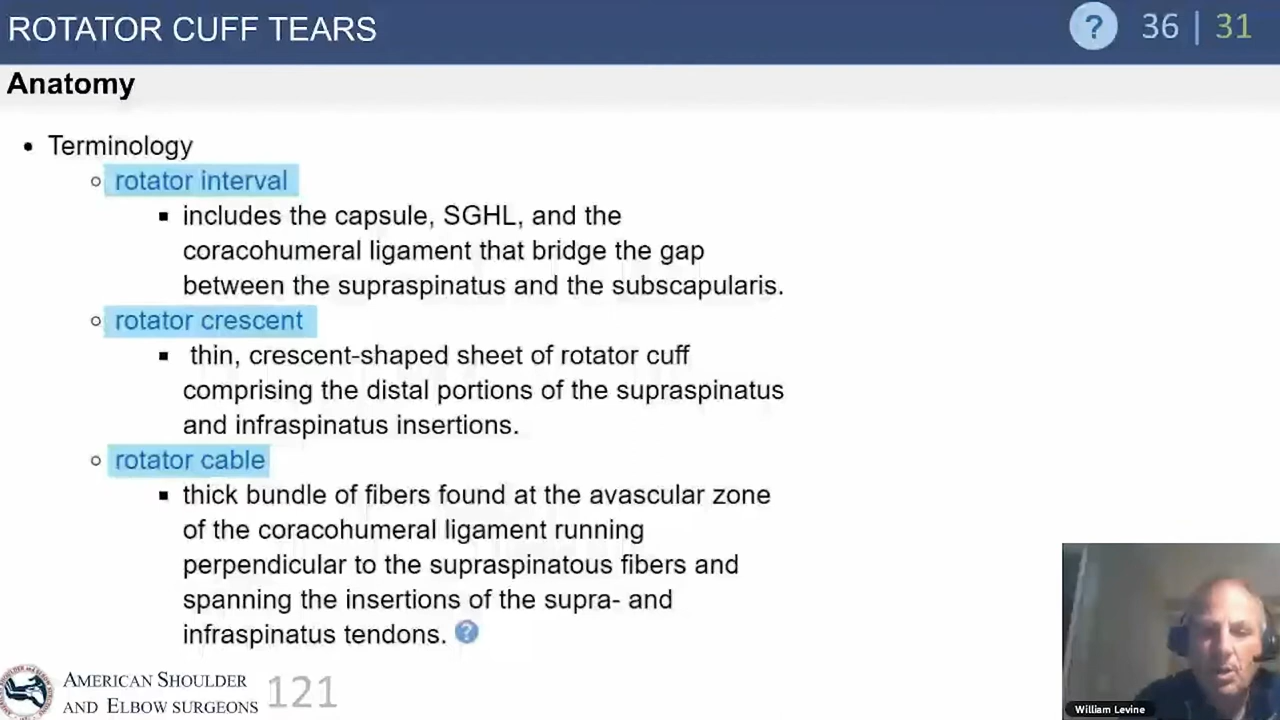 ROTATOR CUFF TEARS
? 36 | 31
Anatomy
• Terminology
rotator interval
includes the capsule, SGHL, and the
coracohumeral ligament that bridge the gap
between the supraspinatus and the subscapularis.
rotator crescent
thin, crescent-shaped sheet of rotator cuff
comprising the distal portions of the supraspinatus
and infraspinatus insertions.
rotator cable
thick bundle of fibers found at the avascular zone
of the coracohumeral ligament running
perpendicular to the supraspinatous fibers and
spanning the insertions of the supra- and
infraspinatus tendons. ?
AMERICAN SHOULDER
AND ELBOW SURGEONS
121
William Levine